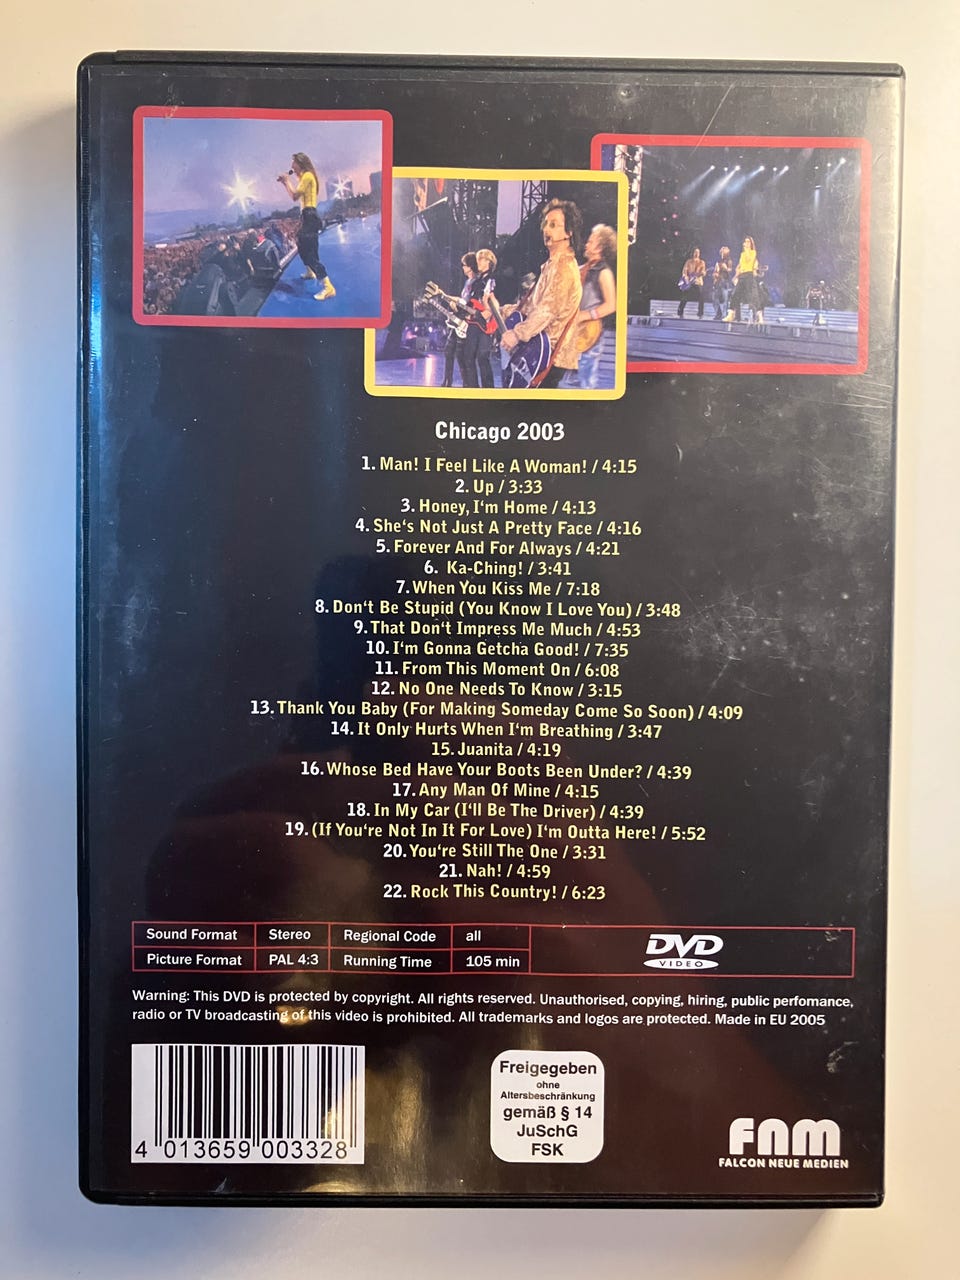 Chicago 2003
1. Man! I Feel Like A Woman! / 4:15
2. Up / 3:33
3. Honey, I'm Home / 4:13
4. She's Not Just A Pretty Face / 4:16
5. Forever And For Always / 4:21
6. Ka-Ching! / 3:41
7. When You Kiss Me / 7:18
8. Don't Be Stupid (You Know I Love You) / 3:48
9. That Don't Impress Me Much / 4:53
10. I'm Gonna Getcha Good! / 7:35
11. From This Moment On / 6:08
12. No One Needs To Know / 3:15
13. Thank You Baby (For Making Someday Come So Soon) / 4:09
14. It Only Hurts When I'm Breathing / 3:47
15. Juanita / 4:19
16. Whose Bed Have Your Boots Been Under? / 4:39
17. Any Man Of Mine / 4:15
18. In My Car (I'll Be The Driver) / 4:39
19. (If You're Not In It For Love) I'm Outta Here! / 5:52
20. You're Still The One / 3:31
21. Nah! / 4:59
22. Rock This Country! / 6:23
Sound Format Stereo Regional Code all
Picture Format PAL 4:3 Running Time 105 min
DVD
VIDEO
Warning: This DVD is protected by copyright. All rights reserved. Unauthorised, copying, hiring, public perfomance,
radio or TV broadcasting of this video is prohibited. All trademarks and logos are protected. Made in EU 2005
4 013659 003328
Freigegeben
ohne
Altersbeschränkung
gemäß § 14
JuSchG
FSK
FNM
FALCON NEUE MEDIEN